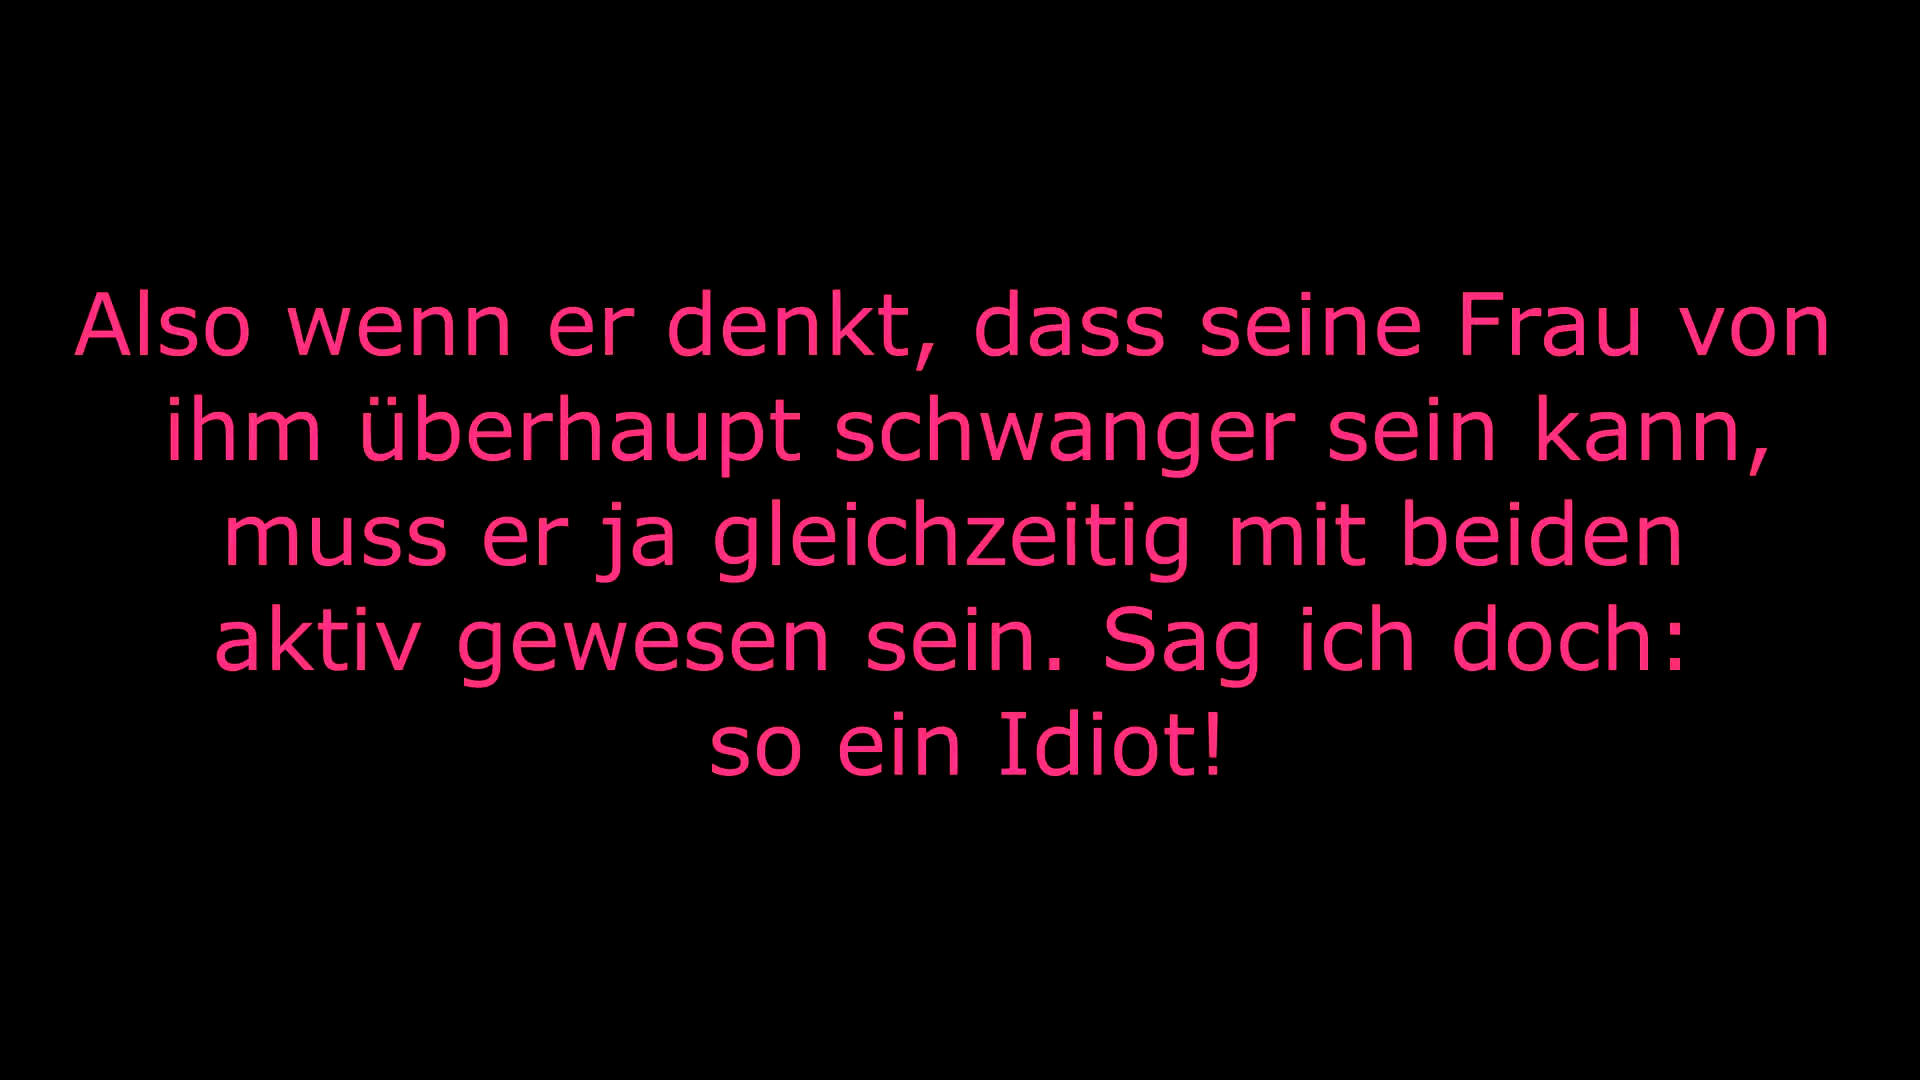 Also wenn er denkt, dass seine Frau von
ihm überhaupt schwanger sein kann,
muss er ja gleichzeitig mit beiden
aktiv gewesen sein. Sag ich doch:
so ein Idiot!